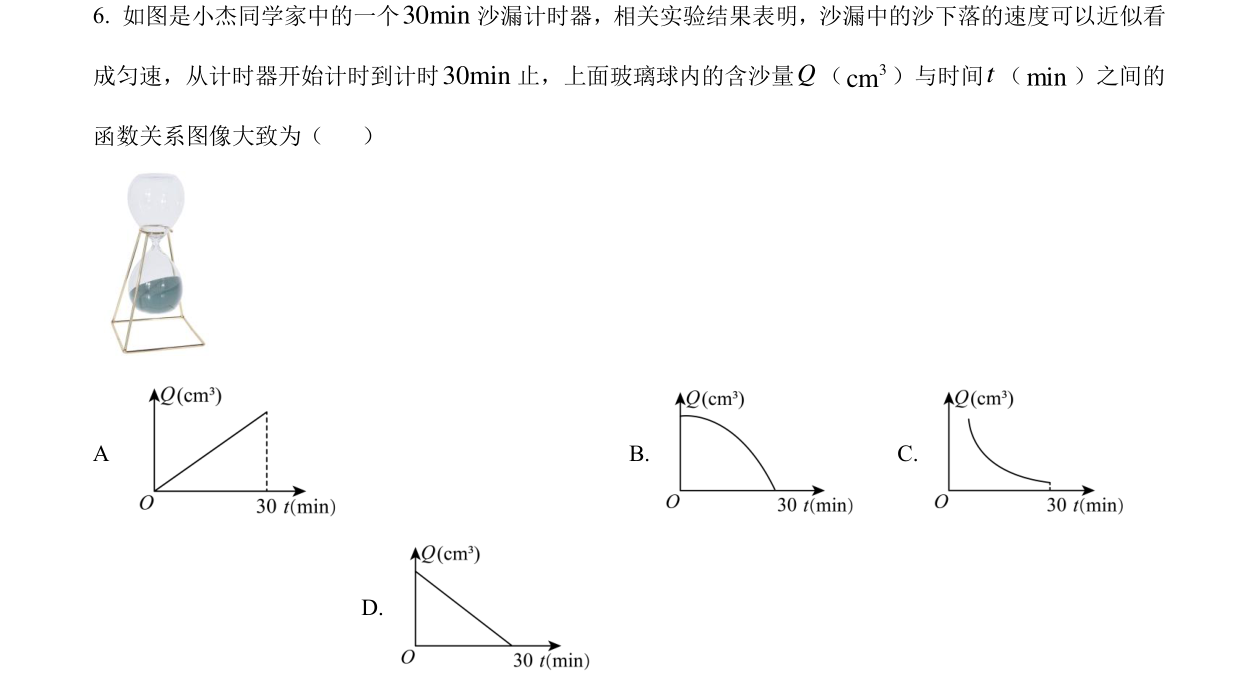 6. 如图是小杰同学家中的一个30min 沙漏计时器，相关实验结果表明，沙漏中的沙下落的速度可以近似看
成匀速，从计时器开始计时到计时30min 止，上面玻璃球内的含沙量Q（cm³）与时间t（min）之间的
函数关系图像大致为（　　）
Q(cm³)
A
O
30 t(min)
Q(cm³)
B.
O
30 t(min)
Q(cm³)
C.
O
30 t(min)
Q(cm³)
D.
O
30 t(min)